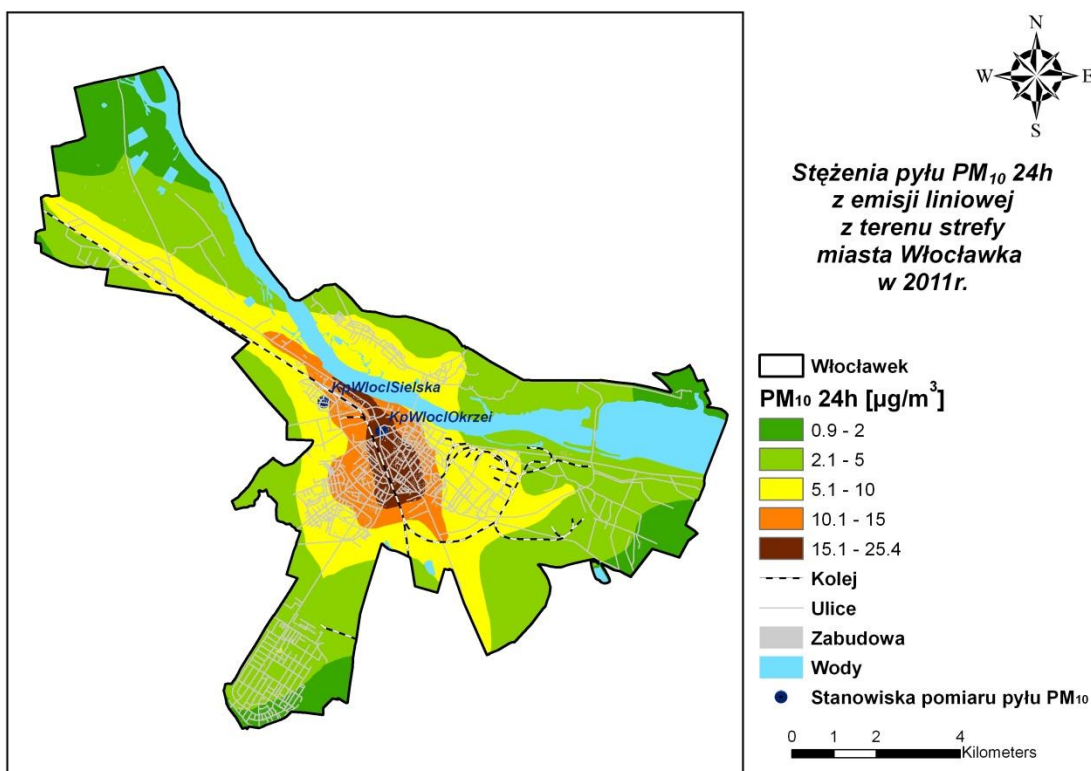 N
W E
S
Stężenia pyłu PM₁₀ 24h
z emisji liniowej
z terenu strefy
miasta Włocławka
w 2011r.
KpWloclSielska
KpWloclOkrzei
Włocławek
PM₁₀ 24h [µg/m³]
0.9 - 2
2.1 - 5
5.1 - 10
10.1 - 15
15.1 - 25.4
Kolej
Ulice
Zabudowa
Wody
Stanowiska pomiaru pyłu PM₁₀
0 1 2 4
Kilometers